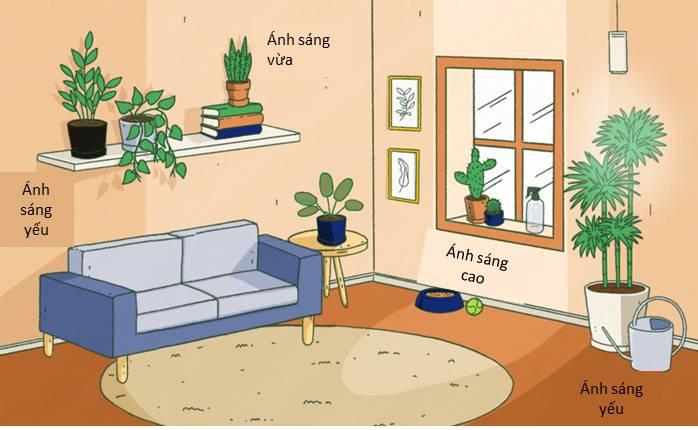 Ánh sáng
vừa
Ánh
sáng
yếu
Ánh sáng
cao
Ánh sáng
yếu